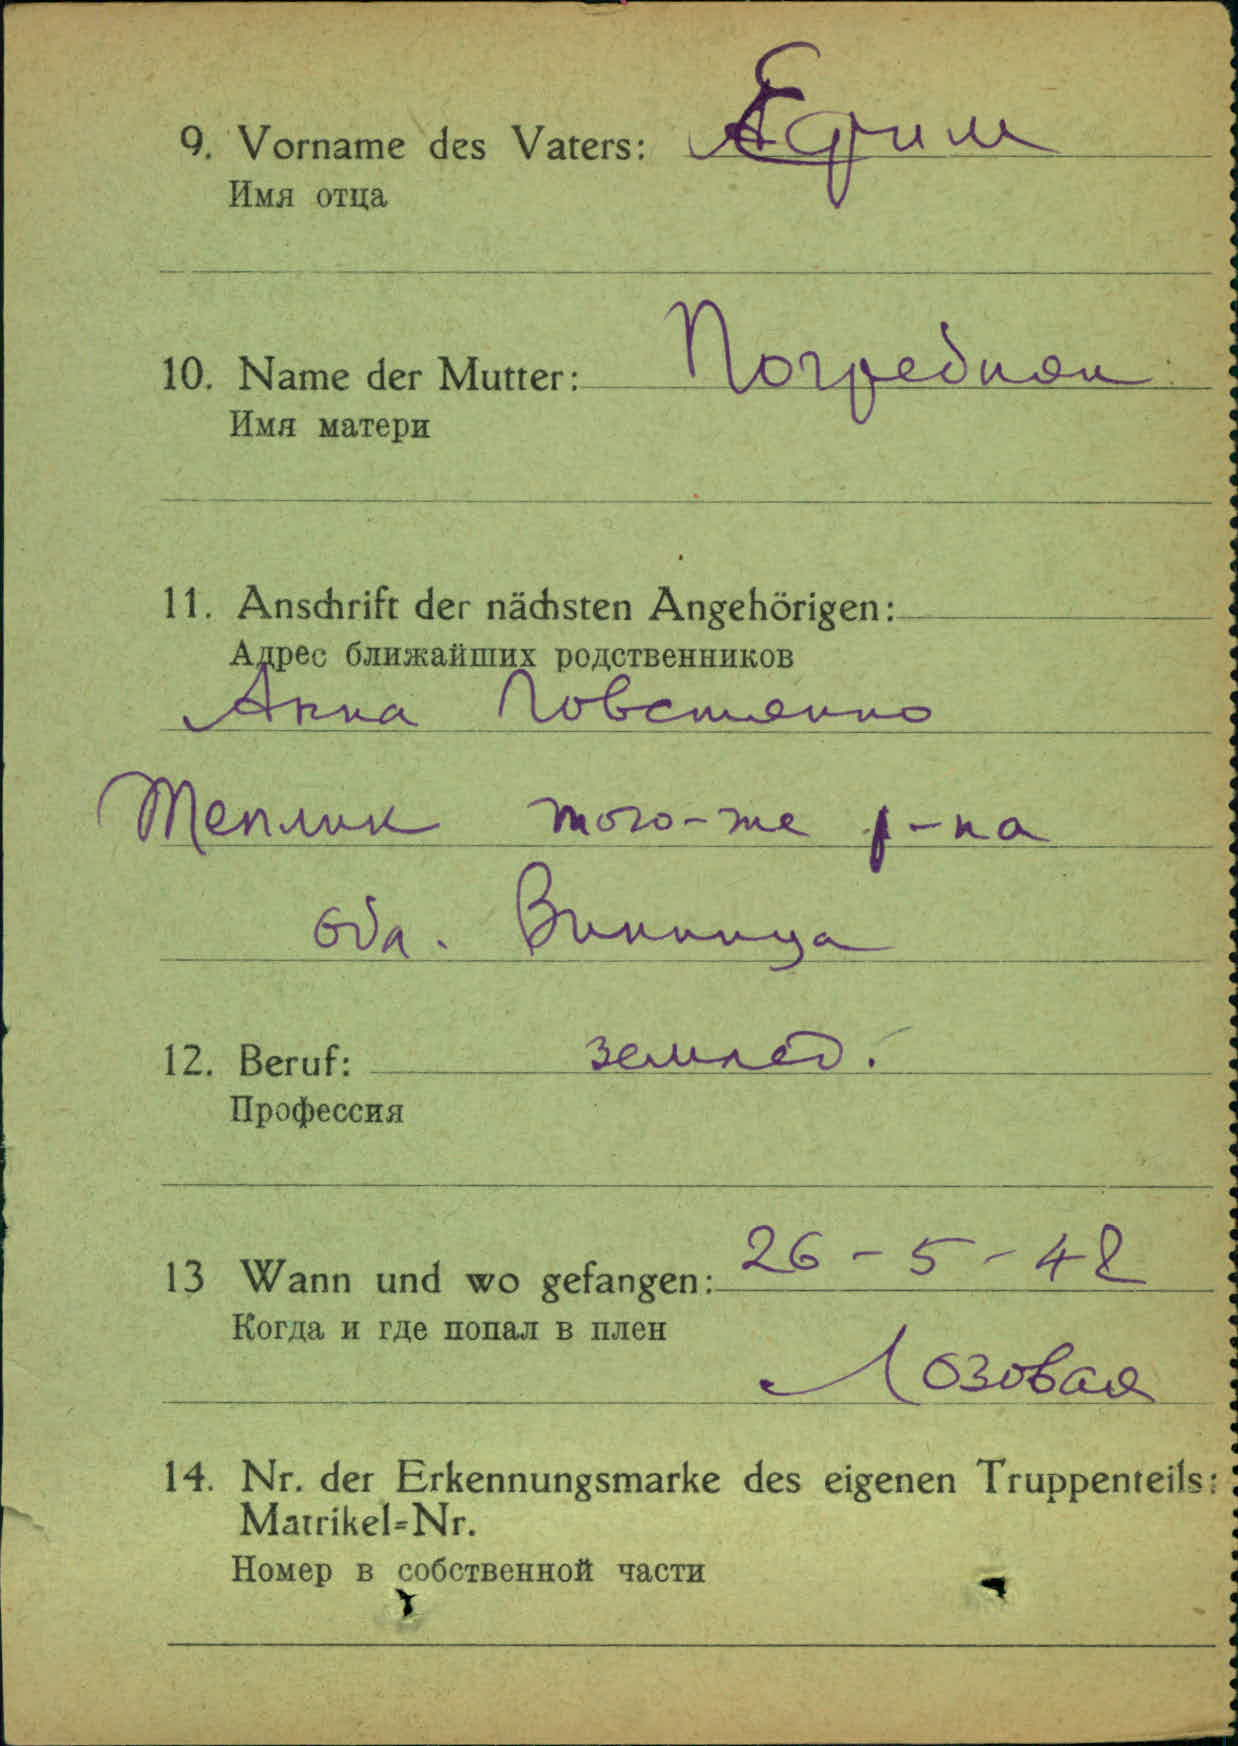 9. Vorname des Vaters: Ефим
Имя отца
10. Name der Mutter: Погребная
Имя матери
11. Anschrift der nächsten Angehörigen:
Адрес ближайших родственников
Анна Товстенко
Теплик того-же р-на
обл. Винница
12. Beruf: землед.
Профессия
13 Wann und wo gefangen: 26-5-42
Когда и где попал в плен
Лозовая
14. Nr. der Erkennungsmarke des eigenen Truppenteils:
Matrikel=Nr.
Номер в собственной части